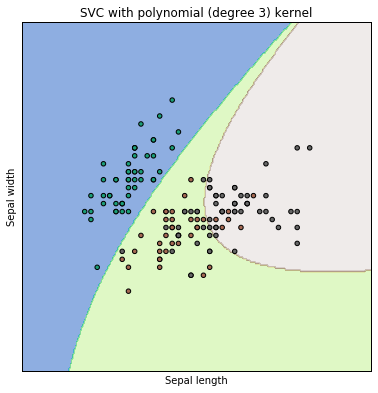 SVC with polynomial (degree 3) kernel
Sepal width
Sepal length